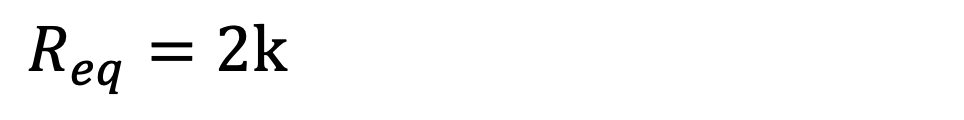 R_eq = 2k